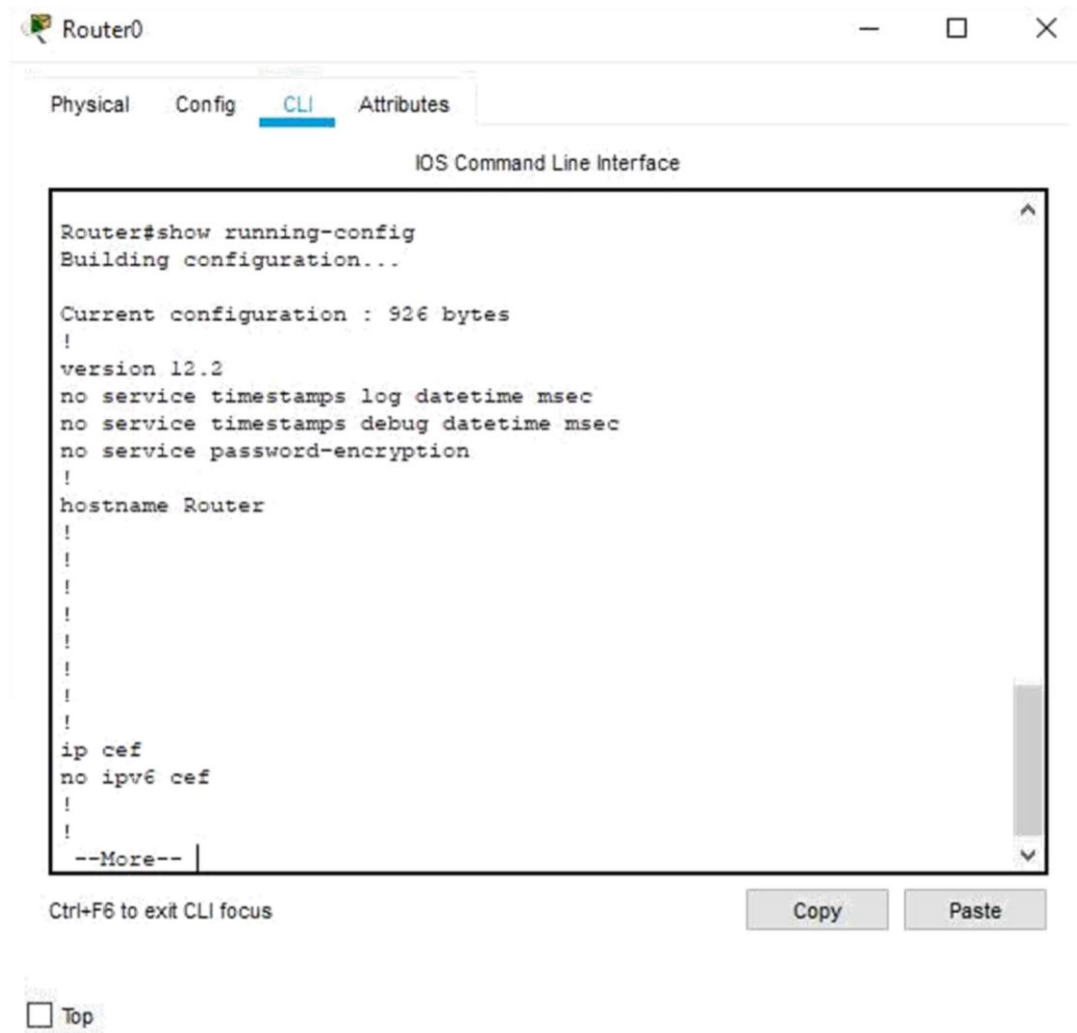 Router0
Physical Config CLI Attributes
IOS Command Line Interface
Router#show running-config
Building configuration...
Current configuration : 926 bytes
!
version 12.2
no service timestamps log datetime msec
no service timestamps debug datetime msec
no service password-encryption
!
hostname Router
!
!
!
!
!
!
!
!
ip cef
no ipv6 cef
!
!
--More--
Ctrl+F6 to exit CLI focus
Copy Paste
Top